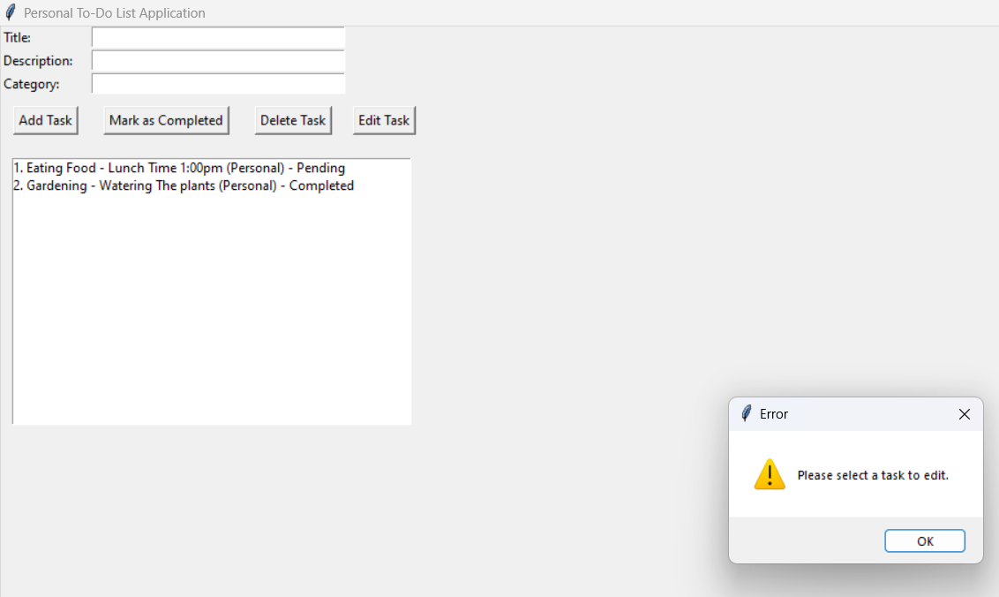 Personal To-Do List Application
Title:
Description:
Category:
Add Task Mark as Completed Delete Task Edit Task
1. Eating Food - Lunch Time 1:00pm (Personal) - Pending
2. Gardening - Watering The plants (Personal) - Completed
Error
Please select a task to edit.
OK